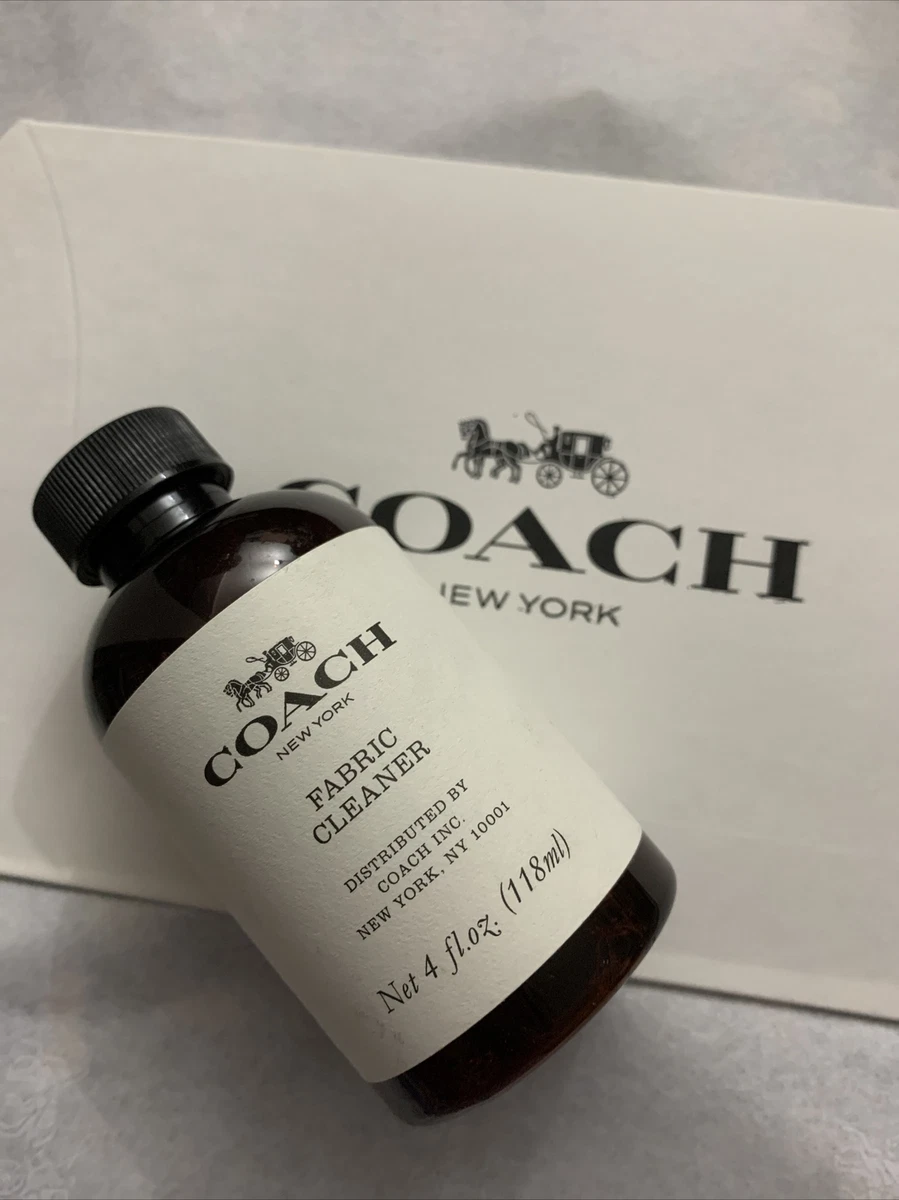 COACH
NEW YORK
COACH
NEW YORK
FABRIC
CLEANER
DISTRIBUTED BY
COACH INC.
NEW YORK, NY 10001
Net 4 fl.oz. (118ml)